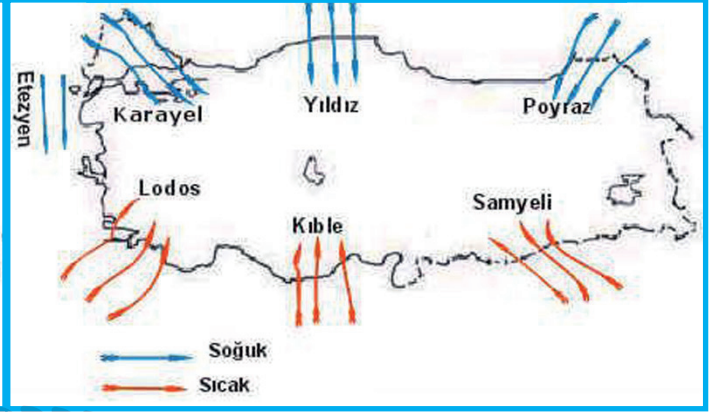 Etezyen
Karayel
Yıldız
Poyraz
Lodos
Kıble
Samyeli
Soğuk
Sıcak